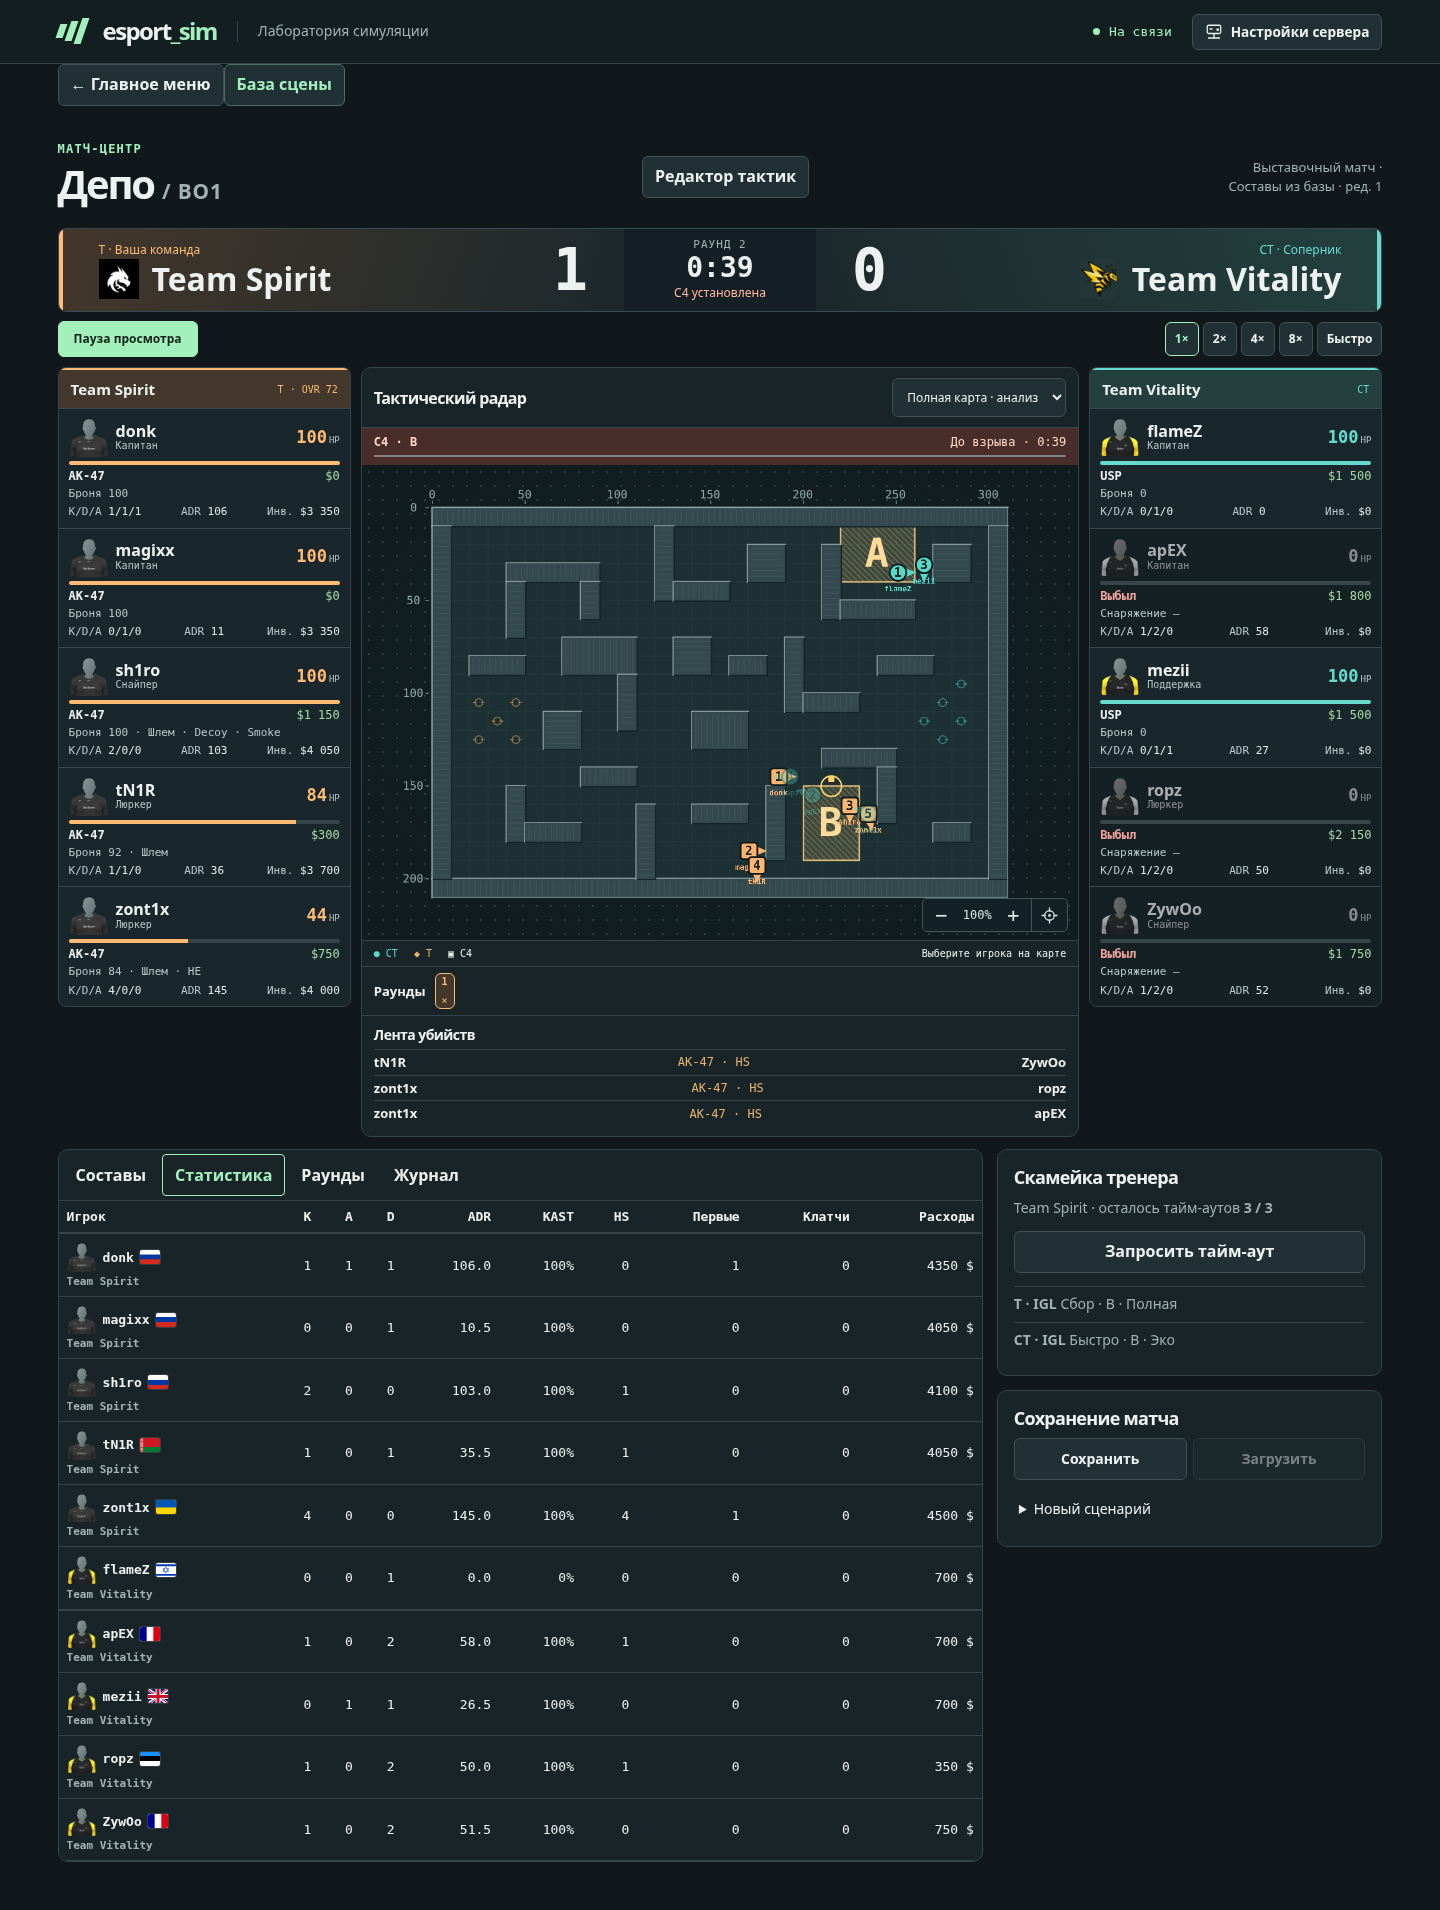 esport_sim
Лаборатория симуляции
На связи
Настройки сервера
← Главное меню
База сцены
МАТЧ-ЦЕНТР
Депо / BO1
Редактор тактик
Выставочный матч ·
Составы из базы · ред. 1
T · Ваша команда
Team Spirit
1
РАУНД 2
0:39
C4 установлена
0
CT · Соперник
Team Vitality
Пауза просмотра
1×
2×
4×
8×
Быстро
Team Spirit
T · OVR 72
donk
Капитан
100 HP
AK-47
$0
Броня 100
K/D/A 1/1/1
ADR 106
Инв. $3 350
magixx
Капитан
100 HP
AK-47
$0
Броня 100
K/D/A 0/1/0
ADR 11
Инв. $3 350
sh1ro
Снайпер
100 HP
AK-47
$1 150
Броня 100 · Шлем · Decoy · Smoke
K/D/A 2/0/0
ADR 103
Инв. $4 050
tN1R
Люркер
84 HP
AK-47
$300
Броня 92 · Шлем
K/D/A 1/1/0
ADR 36
Инв. $3 700
zont1x
Люркер
44 HP
AK-47
$750
Броня 84 · Шлем · HE
K/D/A 4/0/0
ADR 145
Инв. $4 000
Тактический радар
Полная карта · анализ
C4 · B
До взрыва · 0:39
0 50 100 150 200 250 300
0
50
100
150
200
A
1
flameZ
3
mezii
1
donk
B
3
sh1ro
5
zont1x
2
4
tN1R
− 100% +
● CT
◆ T
▣ C4
Выберите игрока на карте
Раунды
1
×
Лента убийств
tN1R
AK-47 · HS
ZywOo
zont1x
AK-47 · HS
ropz
zont1x
AK-47 · HS
apEX
Team Vitality
CT
flameZ
Капитан
100 HP
USP
$1 500
Броня 0
K/D/A 0/1/0
ADR 0
Инв. $0
apEX
Капитан
0 HP
Выбыл
$1 800
Снаряжение —
K/D/A 1/2/0
ADR 58
Инв. $0
mezii
Поддержка
100 HP
USP
$1 500
Броня 0
K/D/A 0/1/1
ADR 27
Инв. $0
ropz
Люркер
0 HP
Выбыл
$2 150
Снаряжение —
K/D/A 1/2/0
ADR 50
Инв. $0
ZywOo
Снайпер
0 HP
Выбыл
$1 750
Снаряжение —
K/D/A 1/2/0
ADR 52
Инв. $0
Составы
Статистика
Раунды
Журнал
Игрок K A D ADR KAST HS Первые Клатчи Расходы
donk 1 1 1 106.0 100% 0 1 0 4350 $
Team Spirit
magixx 0 0 1 10.5 100% 0 0 0 4050 $
Team Spirit
sh1ro 2 0 0 103.0 100% 1 0 0 4100 $
Team Spirit
tN1R 1 0 1 35.5 100% 1 0 0 4050 $
Team Spirit
zont1x 4 0 0 145.0 100% 4 1 0 4500 $
Team Spirit
flameZ 0 0 1 0.0 0% 0 0 0 700 $
Team Vitality
apEX 1 0 2 58.0 100% 1 0 0 700 $
Team Vitality
mezii 0 1 1 26.5 100% 0 0 0 700 $
Team Vitality
ropz 1 0 2 50.0 100% 1 0 0 350 $
Team Vitality
ZywOo 1 0 2 51.5 100% 0 0 0 750 $
Team Vitality
Скамейка тренера
Team Spirit · осталось тайм-аутов 3 / 3
Запросить тайм-аут
T · IGL Сбор · B · Полная
CT · IGL Быстро · B · Эко
Сохранение матча
Сохранить
Загрузить
▶ Новый сценарий